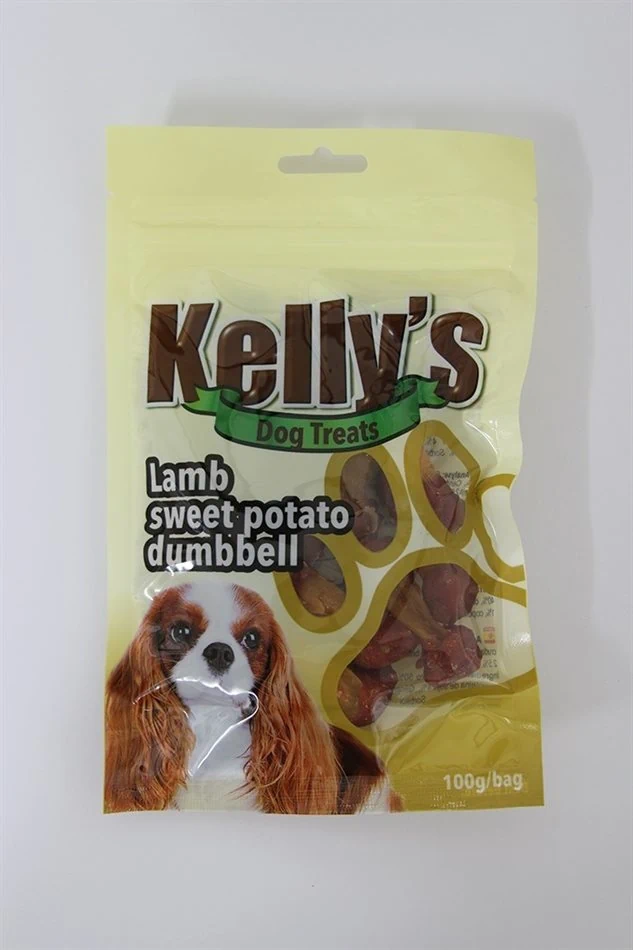 Kelly's
Dog Treats
Lamb
sweet potato
dumbbell
100g/bag